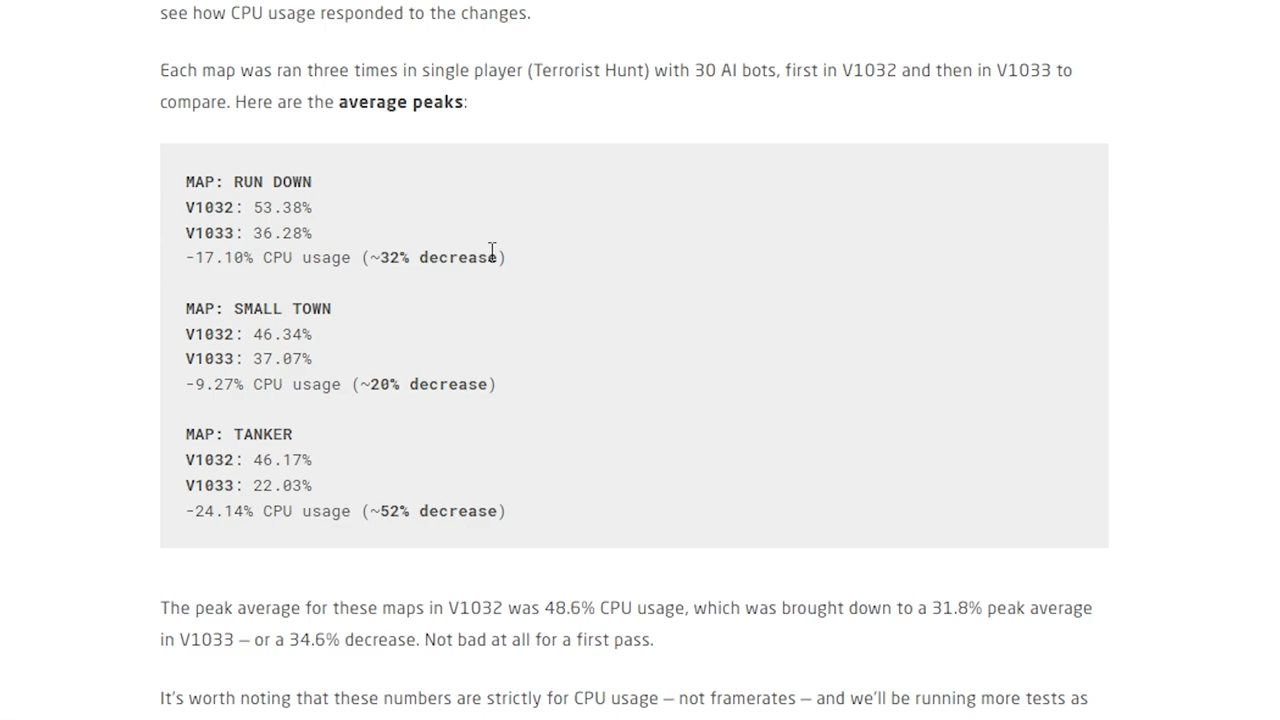 see how CPU usage responded to the changes.
Each map was ran three times in single player (Terrorist Hunt) with 30 AI bots, first in V1032 and then in V1033 to
compare. Here are the average peaks:
MAP: RUN DOWN
V1032: 53.38%
V1033: 36.28%
-17.10% CPU usage (~32% decrease)
MAP: SMALL TOWN
V1032: 46.34%
V1033: 37.07%
-9.27% CPU usage (~20% decrease)
MAP: TANKER
V1032: 46.17%
V1033: 22.03%
-24.14% CPU usage (~52% decrease)
The peak average for these maps in V1032 was 48.6% CPU usage, which was brought down to a 31.8% peak average
in V1033 – or a 34.6% decrease. Not bad at all for a first pass.
It's worth noting that these numbers are strictly for CPU usage – not framerates – and we'll be running more tests as